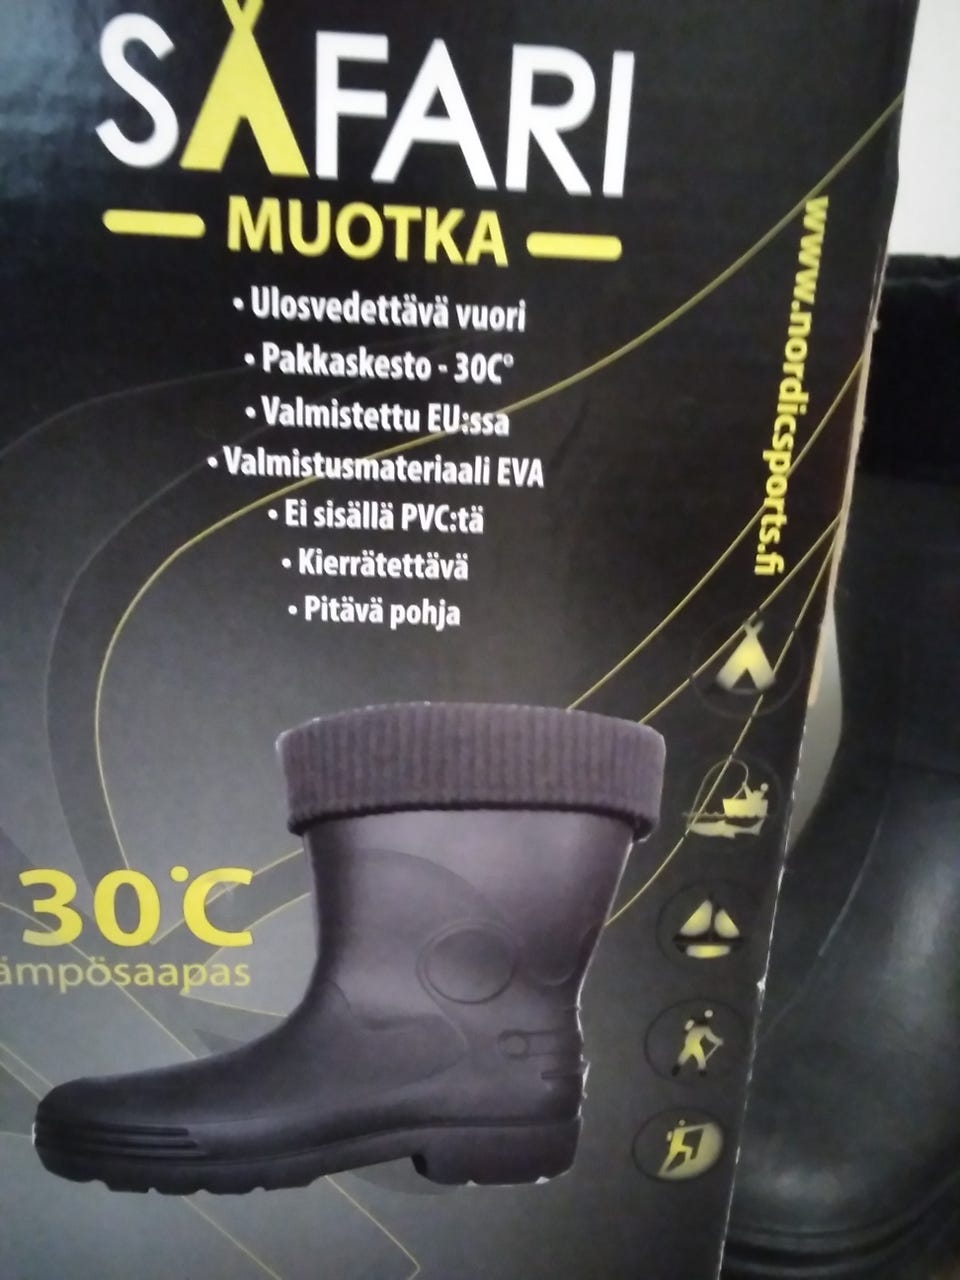 SAFARI
MUOTKA
• Ulosvedettävä vuori
• Pakkaskesto - 30C°
• Valmistettu EU:ssa
• Valmistusmateriaali EVA
• Ei sisällä PVC:tä
• Kierrätettävä
• Pitävä pohja
www.nordicsports.fi
30°C
ämpösaapas